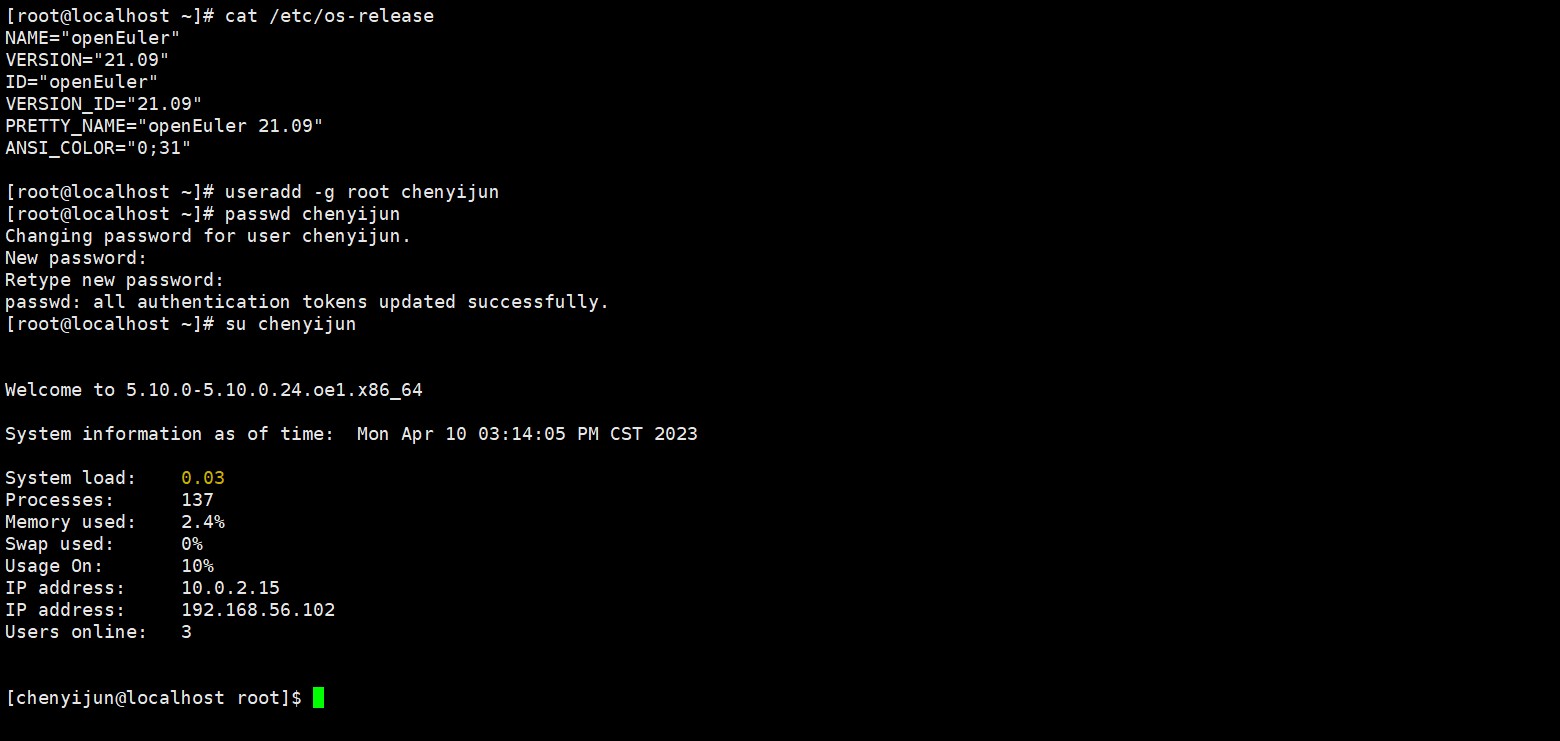 [root@localhost ~]# cat /etc/os-release
NAME="openEuler"
VERSION="21.09"
ID="openEuler"
VERSION_ID="21.09"
PRETTY_NAME="openEuler 21.09"
ANSI_COLOR="0;31"
[root@localhost ~]# useradd -g root chenyijun
[root@localhost ~]# passwd chenyijun
Changing password for user chenyijun.
New password:
Retype new password:
passwd: all authentication tokens updated successfully.
[root@localhost ~]# su chenyijun
Welcome to 5.10.0-5.10.0.24.oe1.x86_64
System information as of time:  Mon Apr 10 03:14:05 PM CST 2023
System load:    0.03
Processes:      137
Memory used:    2.4%
Swap used:      0%
Usage On:       10%
IP address:     10.0.2.15
IP address:     192.168.56.102
Users online:   3
[chenyijun@localhost root]$